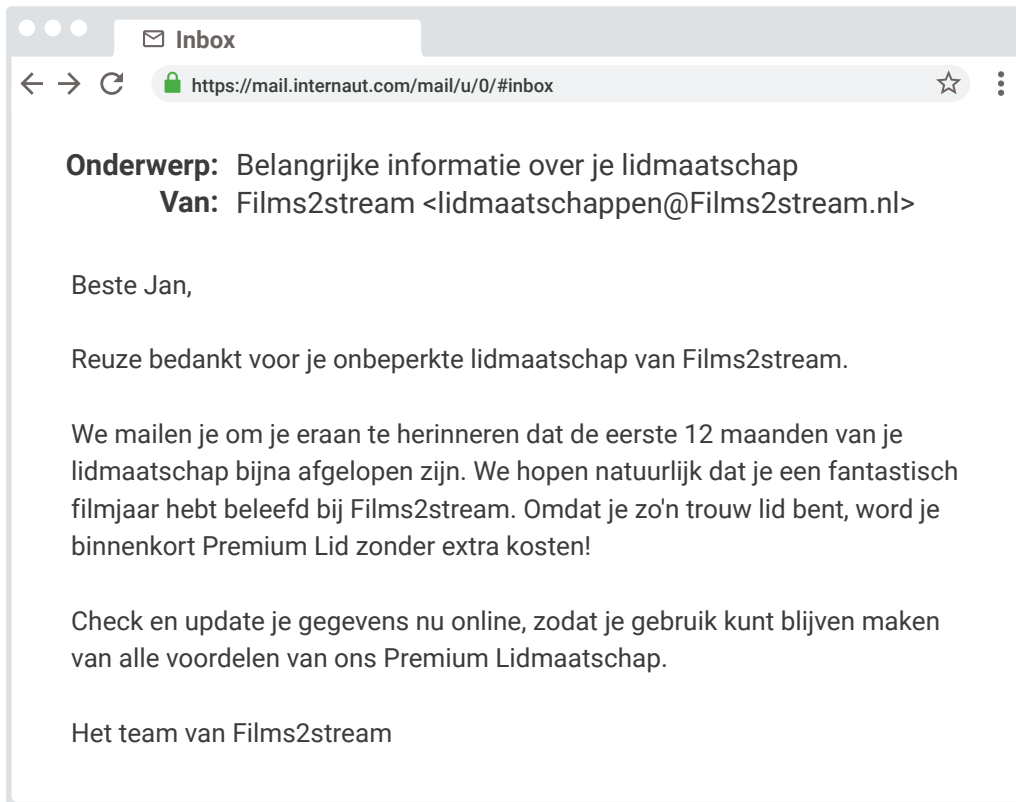 Inbox
https://mail.internaut.com/mail/u/0/#inbox
Onderwerp: Belangrijke informatie over je lidmaatschap
Van: Films2stream <lidmaatschappen@Films2stream.nl>
Beste Jan,
Reuze bedankt voor je onbeperkte lidmaatschap van Films2stream.
We mailen je om je eraan te herinneren dat de eerste 12 maanden van je
lidmaatschap bijna afgelopen zijn. We hopen natuurlijk dat je een fantastisch
filmjaar hebt beleefd bij Films2stream. Omdat je zo'n trouw lid bent, word je
binnenkort Premium Lid zonder extra kosten!
Check en update je gegevens nu online, zodat je gebruik kunt blijven maken
van alle voordelen van ons Premium Lidmaatschap.
Het team van Films2stream